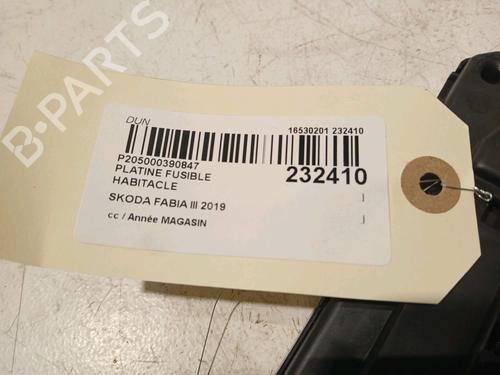 DUN
16530201 232410
P205000390847
PLATINE FUSIBLE
HABITACLE
232410
SKODA FABIA III 2019
cc / Année MAGASIN
B-PARTS